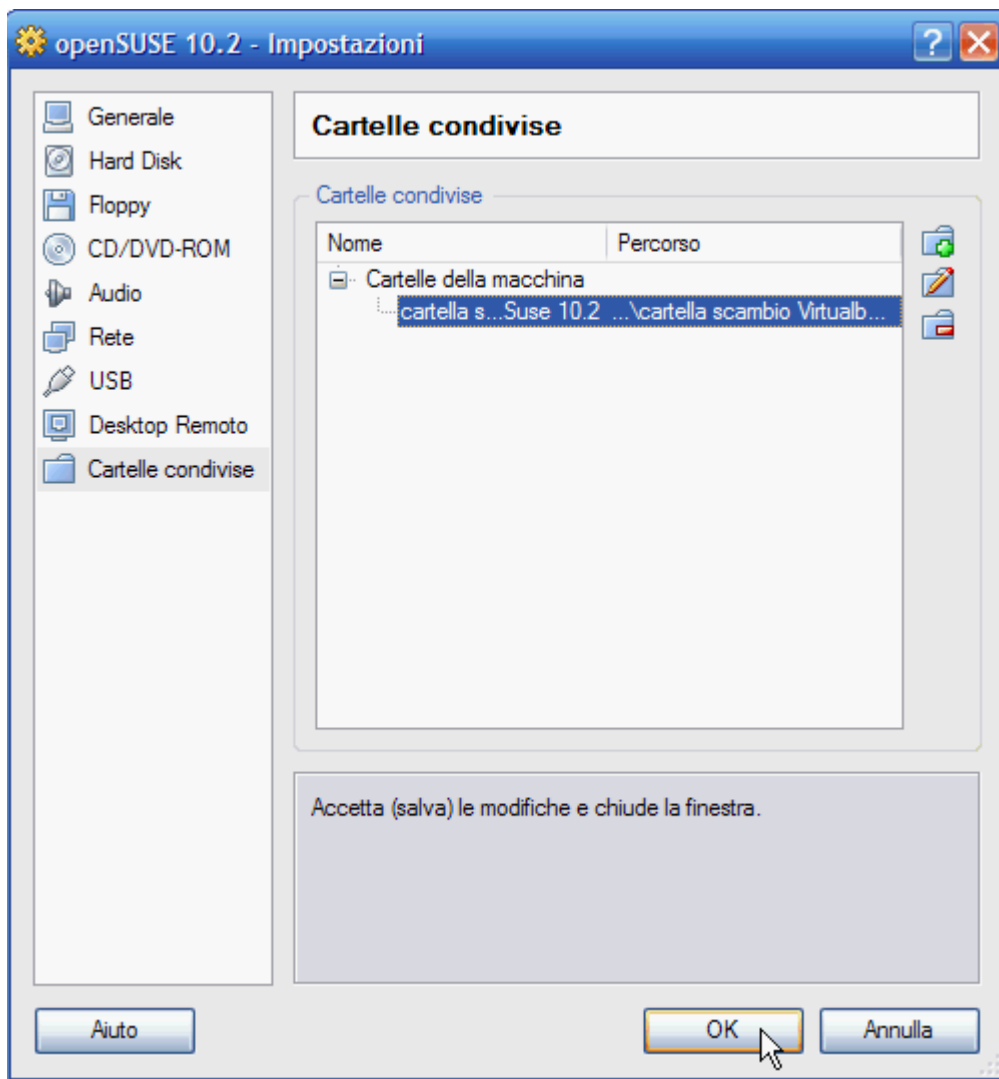 openSUSE 10.2 - Impostazioni
Generale
Hard Disk
Floppy
CD/DVD-ROM
Audio
Rete
USB
Desktop Remoto
Cartelle condivise
Cartelle condivise
Cartelle condivise
Nome Percorso
Cartelle della macchina
cartella s...Suse 10.2 ...\cartella scambio Virtualb...
Accetta (salva) le modifiche e chiude la finestra.
Aiuto OK Annulla